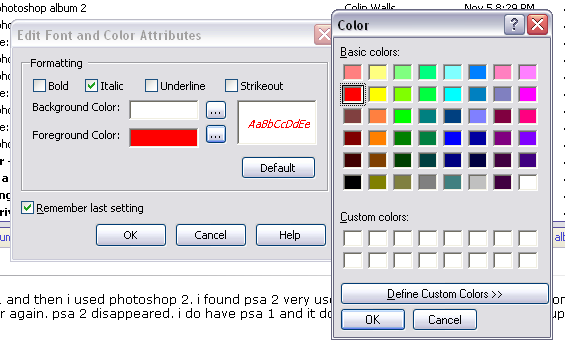 photoshop album 2
Colin Walls
Nov 5 8:29 PM
Edit Font and Color Attributes
Formatting
Bold
Italic
Underline
Strikeout
Background Color:
...
Foreground Color:
...
AaBbCcDdEe
Default
Remember last setting
OK
Cancel
Help
Color
?
Basic colors:
Custom colors:
Define Custom Colors >>
OK
Cancel
and then i used photoshop 2. i found psa 2 very
again. psa 2 disappeared. i do have psa 1 and it